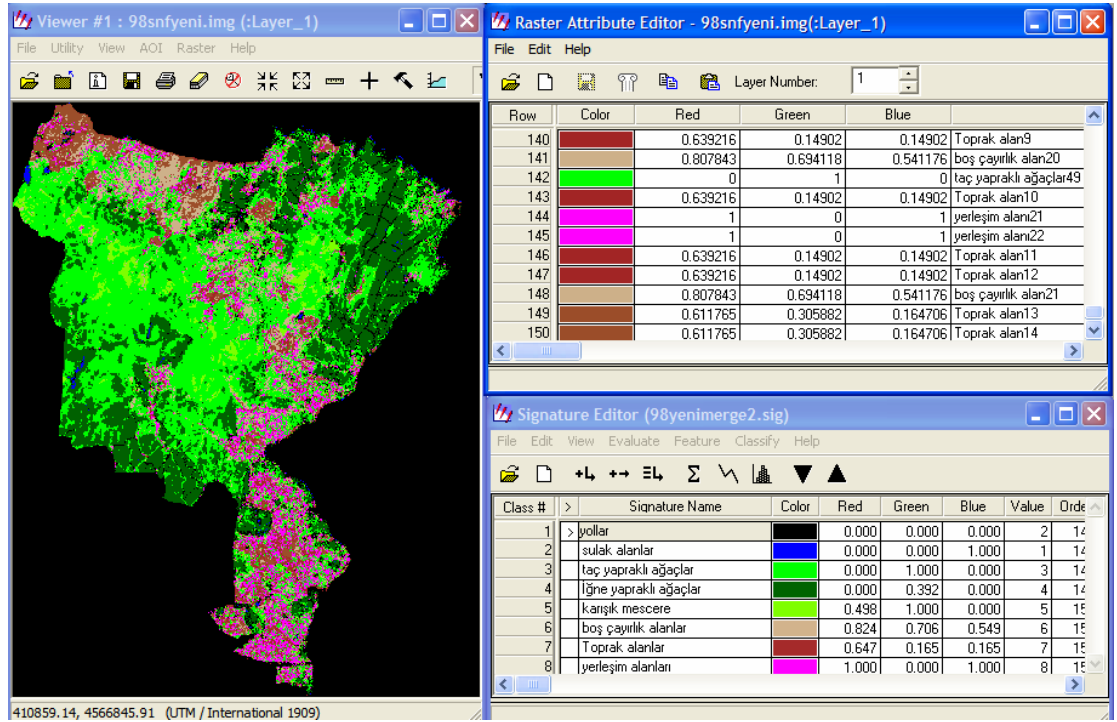 Viewer #1 : 98snfyeni.img (:Layer_1)
File Utility View AOI Raster Help
410859.14, 4566845.91 (UTM / International 1909)
Raster Attribute Editor - 98snfyeni.img(:Layer_1)
File Edit Help
Layer Number: 1
Row Color Red Green Blue
140 0.639216 0.14902 0.14902 Toprak alan9
141 0.807843 0.694118 0.541176 boş çayırlık alan20
142 0 1 0 taç yapraklı ağaçlar49
143 0.639216 0.14902 0.14902 Toprak alan10
144 1 0 1 yerleşim alanı21
145 1 0 1 yerleşim alanı22
146 0.639216 0.14902 0.14902 Toprak alan11
147 0.639216 0.14902 0.14902 Toprak alan12
148 0.807843 0.694118 0.541176 boş çayırlık alan21
149 0.611765 0.305882 0.164706 Toprak alan13
150 0.611765 0.305882 0.164706 Toprak alan14
Signature Editor (98yenimerge2.sig)
File Edit View Evaluate Feature Classify Help
Class # > Signature Name Color Red Green Blue Value Orde
1 > yollar 0.000 0.000 0.000 2 14
2 sulak alanlar 0.000 0.000 1.000 1 14
3 taç yapraklı ağaçlar 0.000 1.000 0.000 3 14
4 İğne yapraklı ağaçlar 0.000 0.392 0.000 4 14
5 karışık mescere 0.498 1.000 0.000 5 15
6 boş çayırlık alanlar 0.824 0.706 0.549 6 15
7 Toprak alanlar 0.647 0.165 0.165 7 15
8 yerleşim alanları 1.000 0.000 1.000 8 15